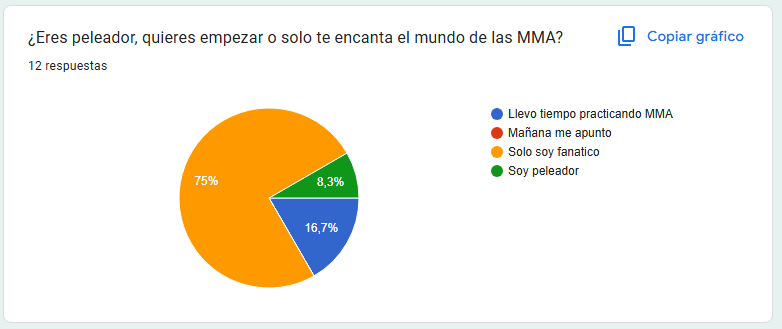 ¿Eres peleador, quieres empezar o solo te encanta el mundo de las MMA?
Copiar gráfico
12 respuestas
Llevo tiempo practicando MMA
Mañana me apunto
Solo soy fanatico
Soy peleador
75%
8,3%
16,7%